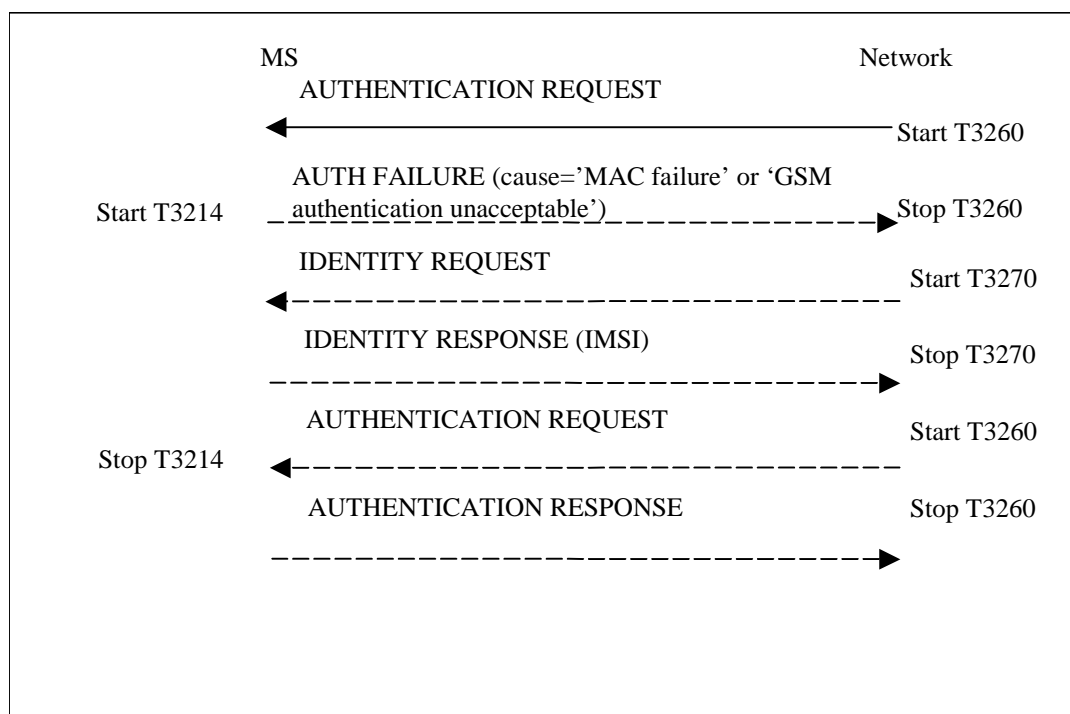 MS Network
AUTHENTICATION REQUEST
Start T3260
AUTH FAILURE (cause=’MAC failure’ or ‘GSM
authentication unacceptable’)
Start T3214
Stop T3260
IDENTITY REQUEST
Start T3270
IDENTITY RESPONSE (IMSI)
Stop T3270
AUTHENTICATION REQUEST
Start T3260
Stop T3214
AUTHENTICATION RESPONSE
Stop T3260